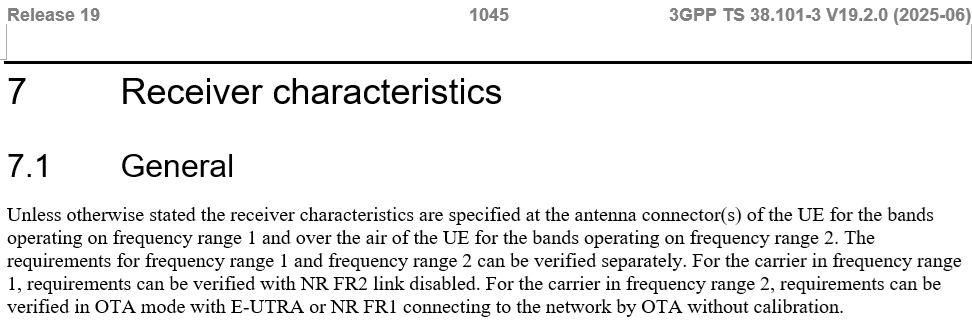 Release 19 1045 3GPP TS 38.101-3 V19.2.0 (2025-06)
7 Receiver characteristics
7.1 General
Unless otherwise stated the receiver characteristics are specified at the antenna connector(s) of the UE for the bands
operating on frequency range 1 and over the air of the UE for the bands operating on frequency range 2. The
requirements for frequency range 1 and frequency range 2 can be verified separately. For the carrier in frequency range
1, requirements can be verified with NR FR2 link disabled. For the carrier in frequency range 2, requirements can be
verified in OTA mode with E-UTRA or NR FR1 connecting to the network by OTA without calibration.